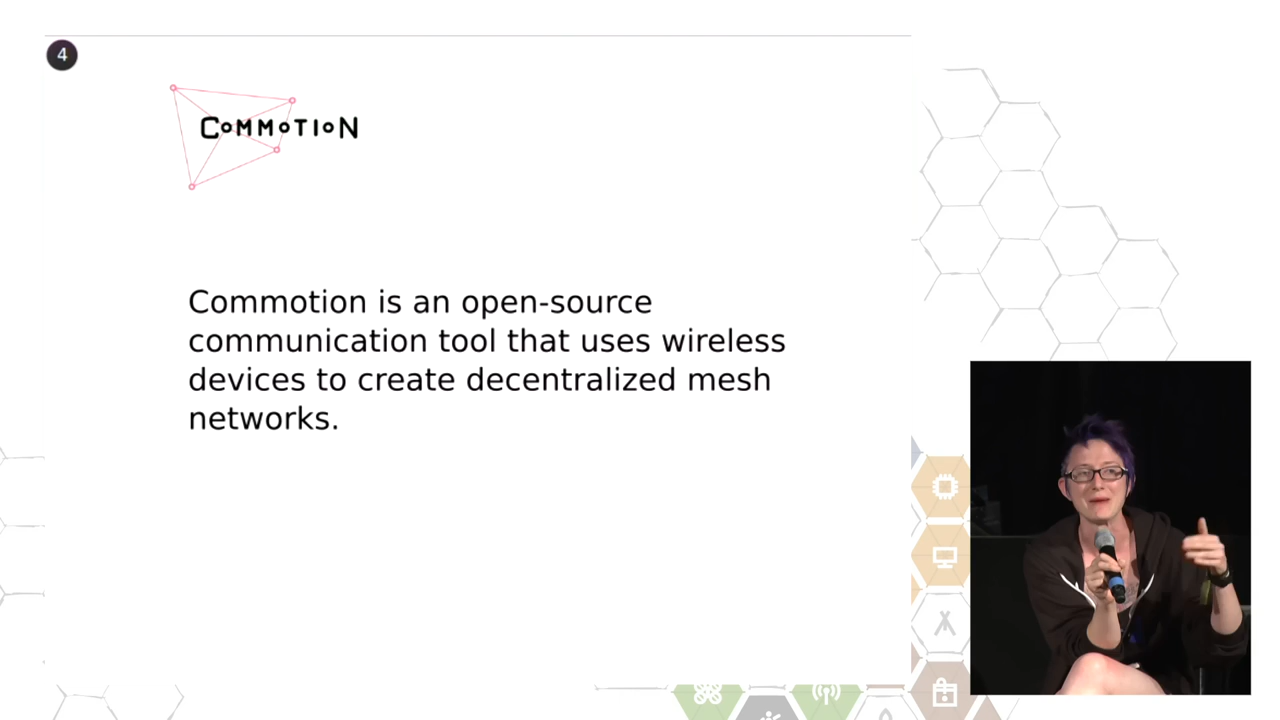 4
COMMOTION
Commotion is an open-source
communication tool that uses wireless
devices to create decentralized mesh
networks.